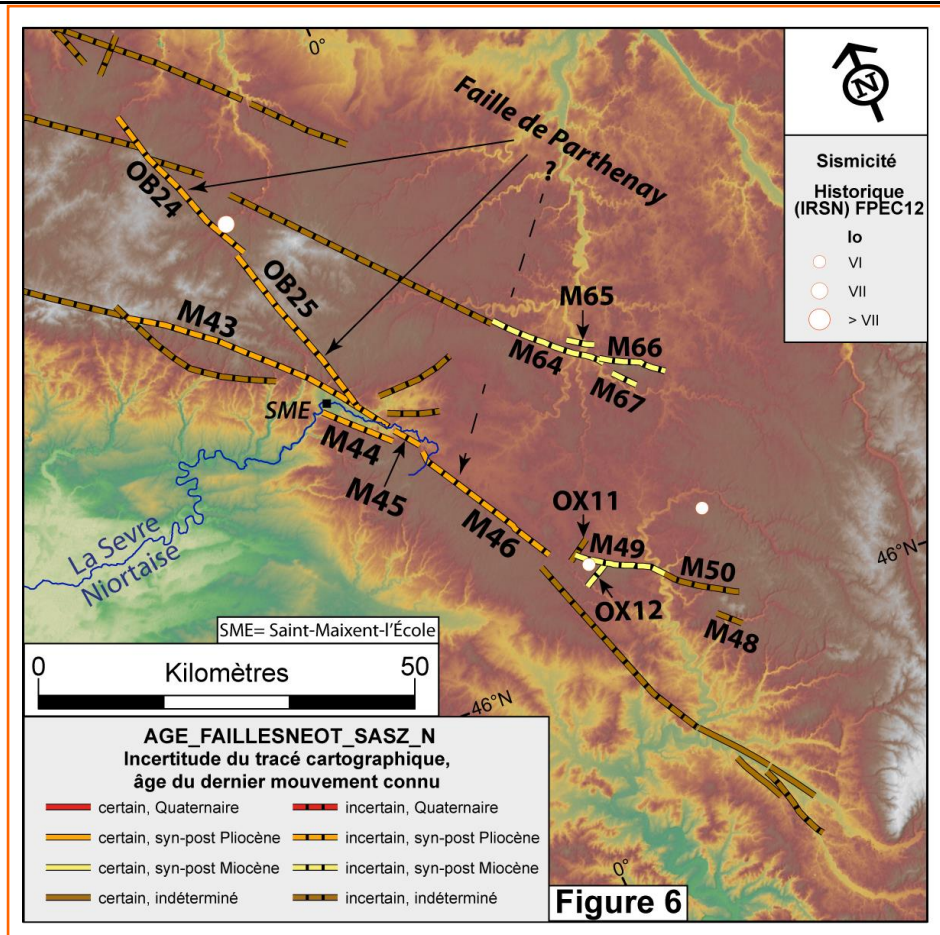 0°
N
Faille de Parthenay
?
Sismicité
Historique
(IRSN) FPEC12
Io
VI
VII
> VII
OB24
OB25
M43
M65
M64
M66
M67
SME
M44
M45
M46
OX11
M49
M50
OX12
M48
46°N
La Sevre
Niortaise
SME= Saint-Maixent-l'École
0
50
Kilomètres
46°N
0°
AGE_FAILLESNEOT_SASZ_N
Incertitude du tracé cartographique,
âge du dernier mouvement connu
certain, Quaternaire
incertain, Quaternaire
certain, syn-post Pliocène
incertain, syn-post Pliocène
certain, syn-post Miocène
incertain, syn-post Miocène
certain, indéterminé
incertain, indéterminé
Figure 6